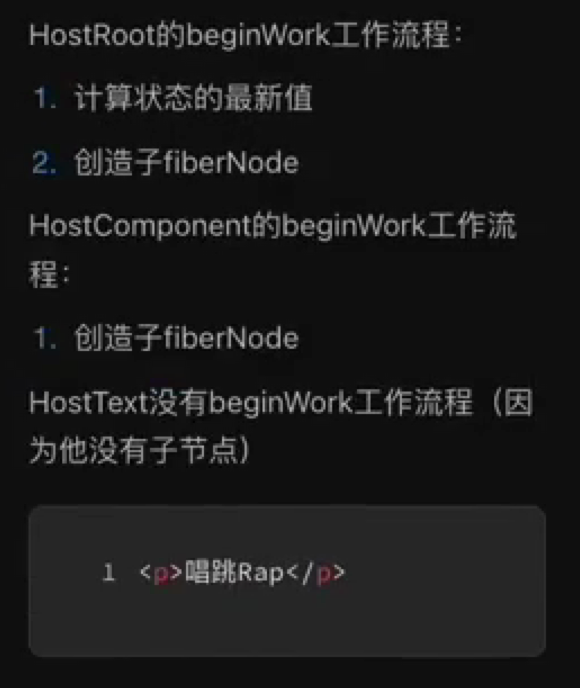 HostRoot的beginWork工作流程：
1. 计算状态的最新值
2. 创造子fiberNode
HostComponent的beginWork工作流
程：
1. 创造子fiberNode
HostText没有beginWork工作流程（因
为他没有子节点）
1 <p>唱跳Rap</p>